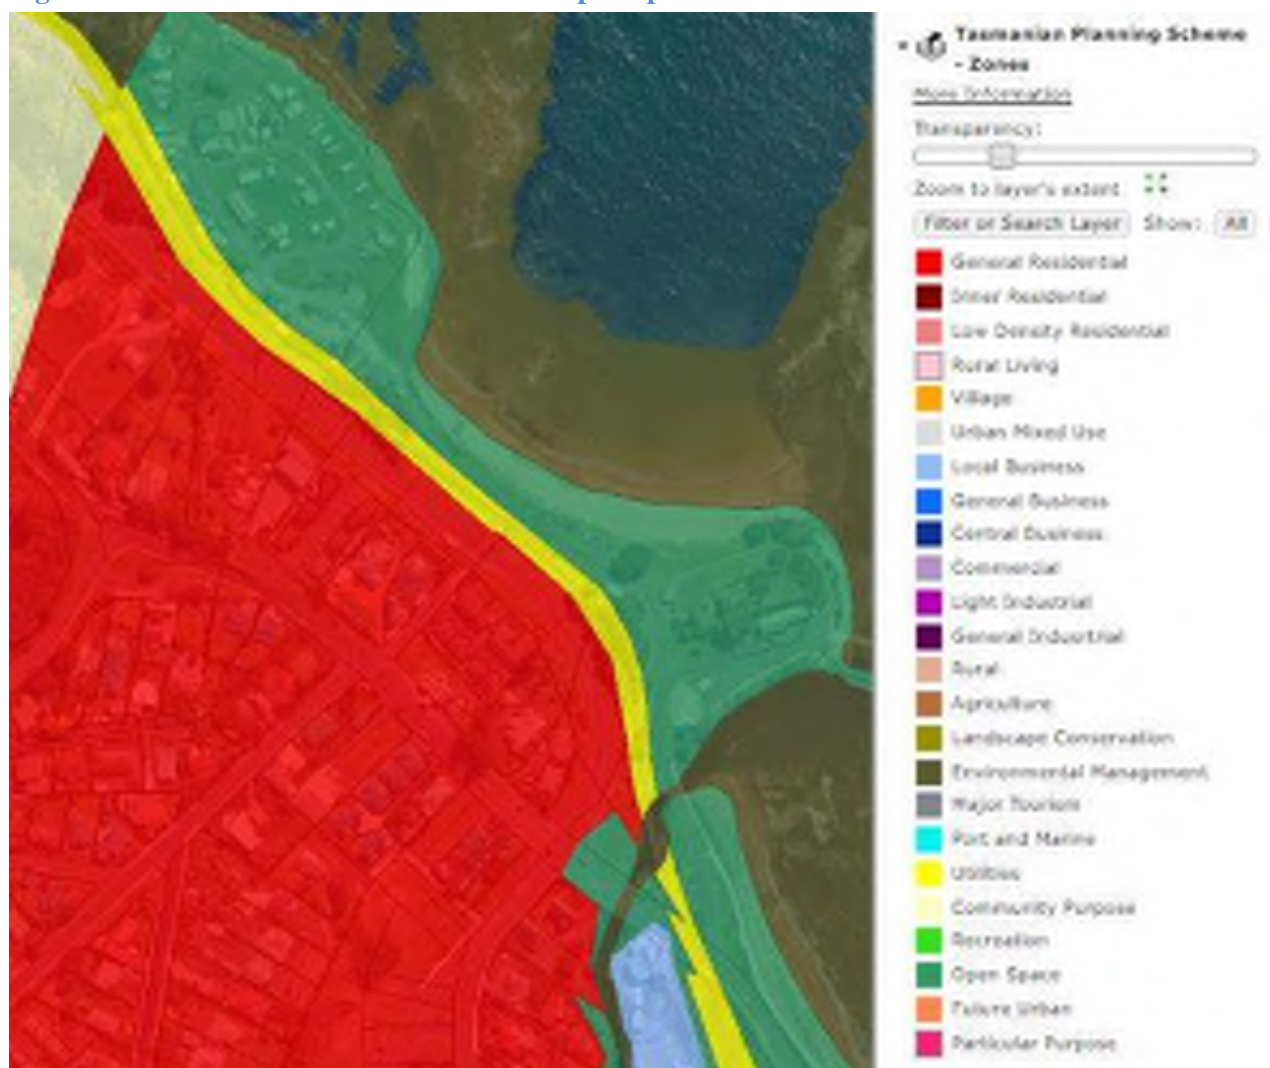 Tasmanian Planning Scheme
- Zones
More Information
Transparency:
Zoom to layer's extent
Filter or Search Layer Show: All
General Residential
Inner Residential
Low Density Residential
Rural Living
Village
Urban Mixed Use
Local Business
General Business
Central Business
Commercial
Light Industrial
General Indusrtrial
Rural
Agriculture
Landscape Conservation
Environmental Management
Major Tourism
Port and Marine
Utilities
Community Purpose
Recreation
Open Space
Future Urban
Particular Purpose